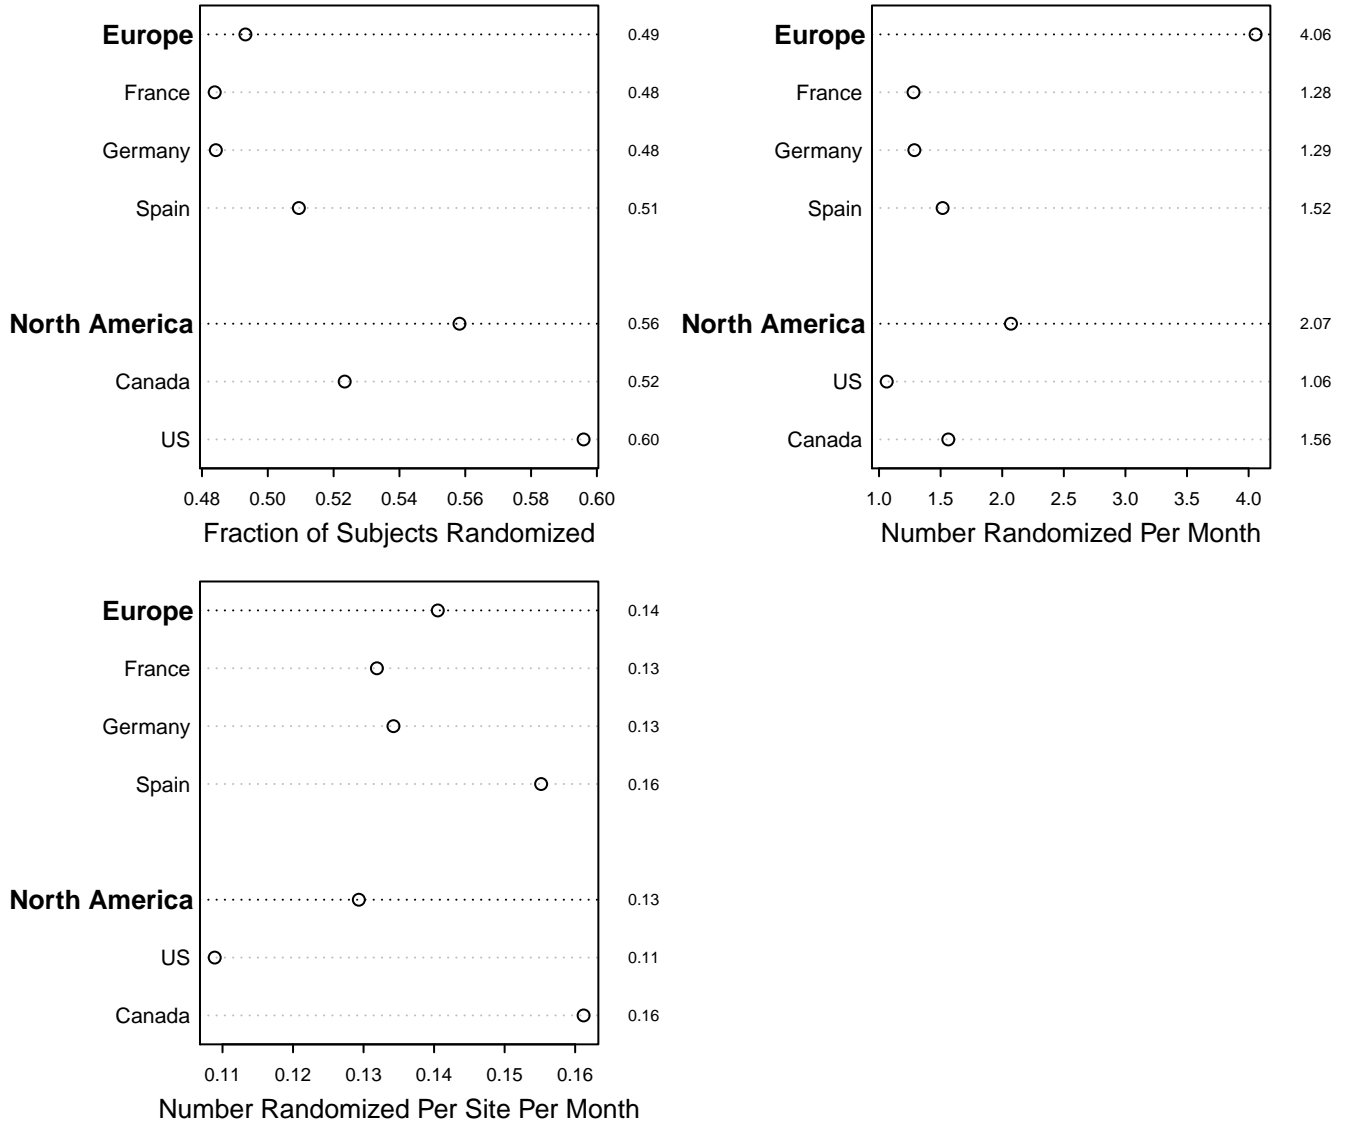 Europe 0.49
France 0.48
Germany 0.48
Spain 0.51
North America 0.56
Canada 0.52
US 0.60
0.48 0.50 0.52 0.54 0.56 0.58 0.60
Fraction of Subjects Randomized
Europe 4.06
France 1.28
Germany 1.29
Spain 1.52
North America 2.07
US 1.06
Canada 1.56
1.0 1.5 2.0 2.5 3.0 3.5 4.0
Number Randomized Per Month
Europe 0.14
France 0.13
Germany 0.13
Spain 0.16
North America 0.13
US 0.11
Canada 0.16
0.11 0.12 0.13 0.14 0.15 0.16
Number Randomized Per Site Per Month